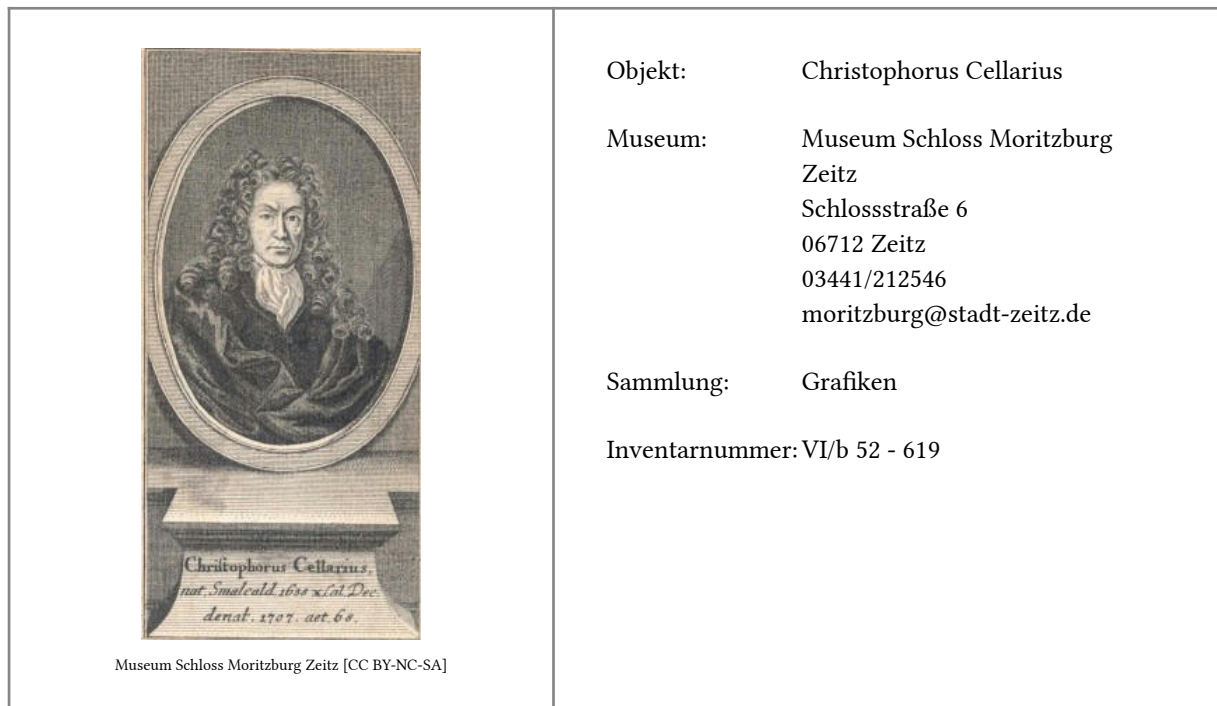 Christophorus Cellarius,
nat. Smalcald 1638 x Cal Dec.
denat. 1707. aet. 68.
Museum Schloss Moritzburg Zeitz [CC BY-NC-SA]
Objekt: Christophorus Cellarius
Museum: Museum Schloss Moritzburg
Zeitz
Schlossstraße 6
06712 Zeitz
03441/212546
moritzburg@stadt-zeitz.de
Sammlung: Grafiken
Inventarnummer: VI/b 52 - 619